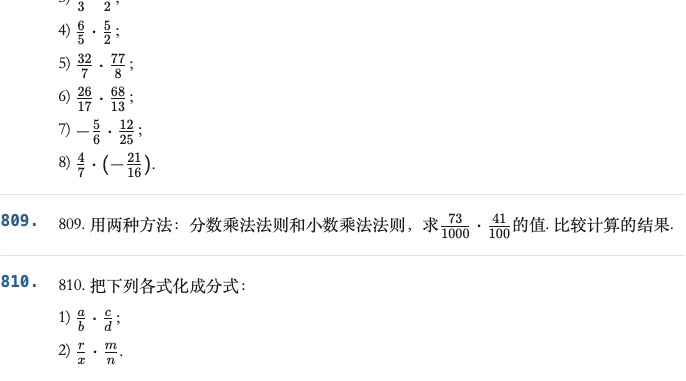 4) 6/5 · 5/2 ;
5) 32/7 · 77/8 ;
6) 26/17 · 68/13 ;
7) −5/6 · 12/25 ;
8) 4/7 · (−21/16).
809. 809. 用两种方法：分数乘法法则和小数乘法法则，求 73/1000 · 41/100 的值. 比较计算的结果.
810. 810. 把下列各式化成分式：
1) a/b · c/d ;
2) r/x · m/n .